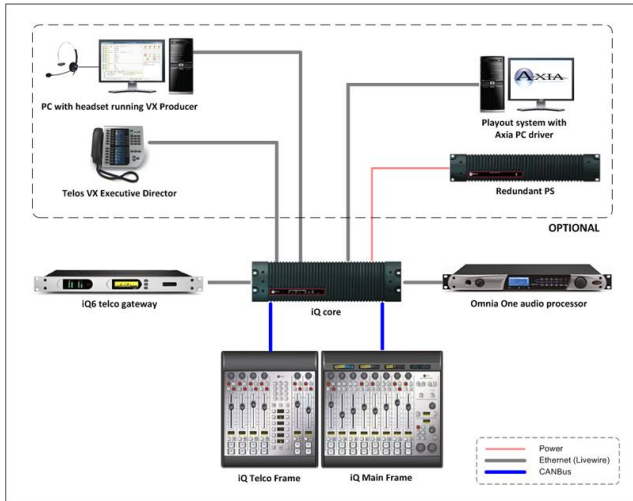 PC with headset running VX Producer
AXIA
Playout system with
Axia PC driver
Telos VX Executive Director
Redundant PS
OPTIONAL
iQ6 telco gateway
iQ core
Omnia One audio processor
iQ Telco Frame
iQ Main Frame
Power
Ethernet (Livewire)
CANBus